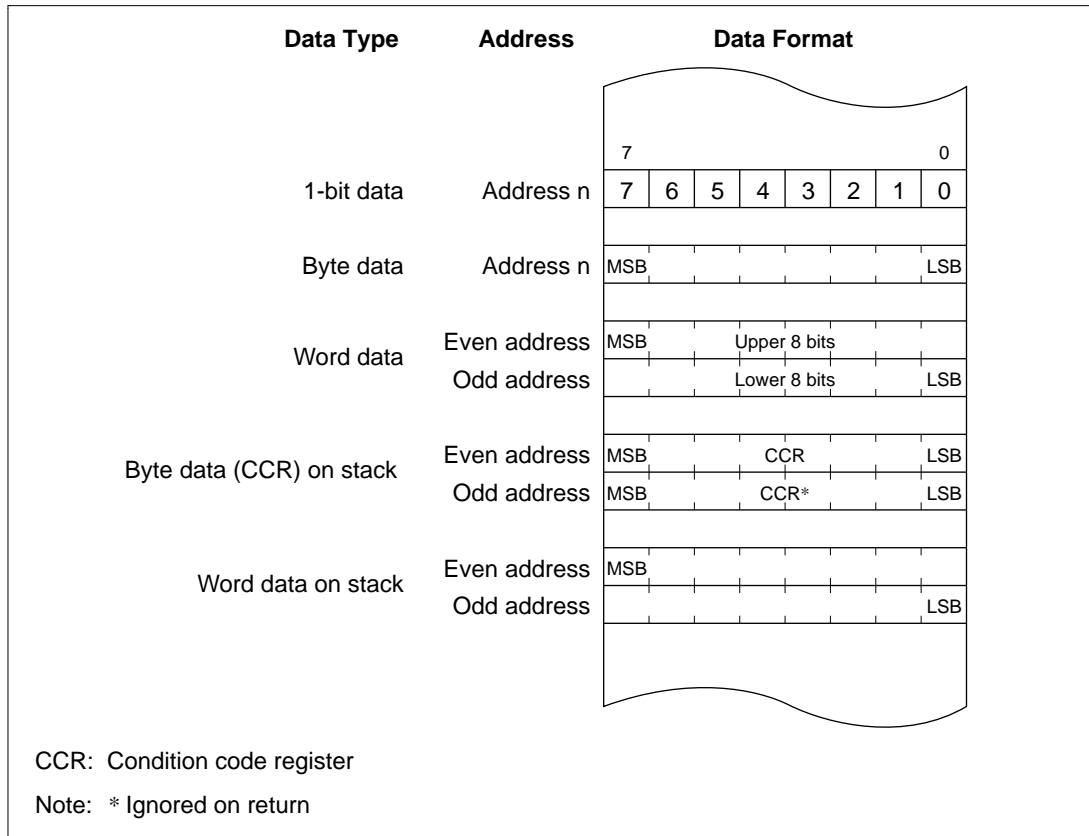 Data Type Address Data Format
7 0
1-bit data Address n 7 6 5 4 3 2 1 0
Byte data Address n MSB LSB
Word data
Even address MSB Upper 8 bits
Odd address Lower 8 bits LSB
Byte data (CCR) on stack
Even address MSB CCR LSB
Odd address MSB CCR* LSB
Word data on stack
Even address MSB
Odd address LSB
CCR: Condition code register
Note: * Ignored on return